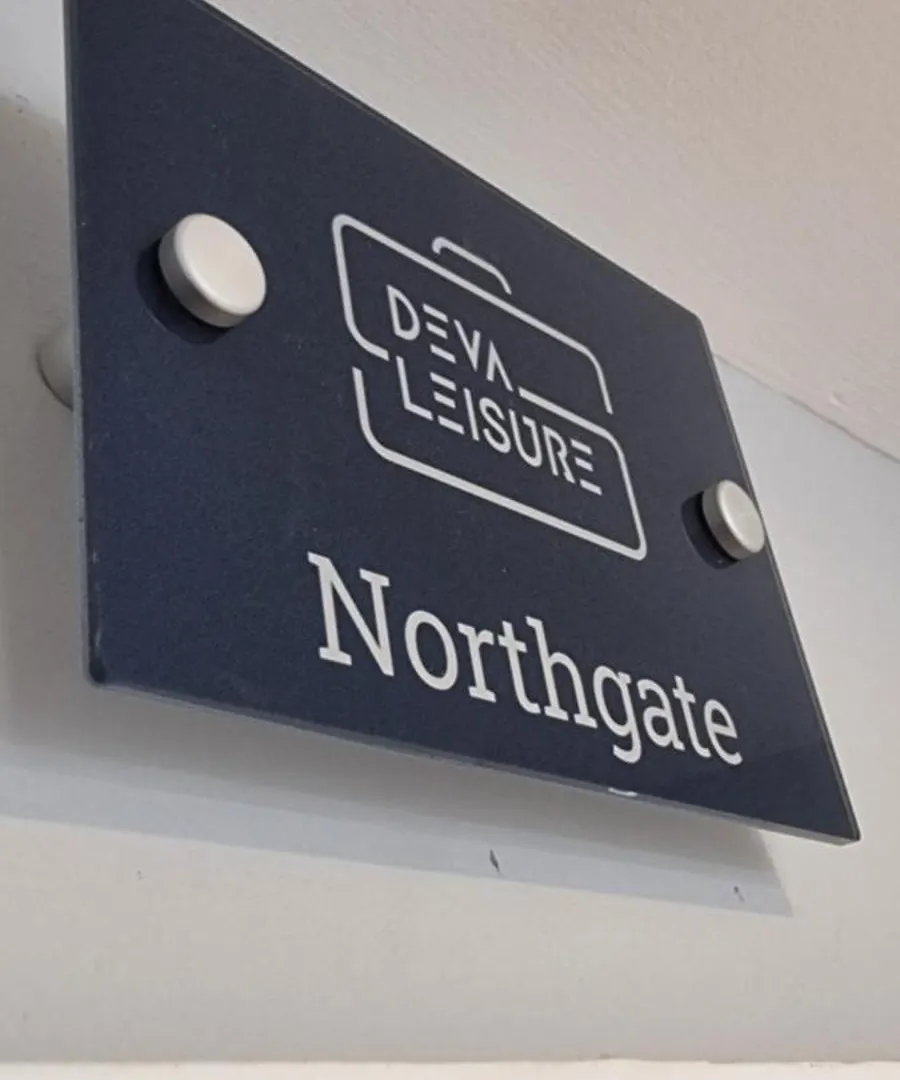 DEVA
LEISURE
Northgate